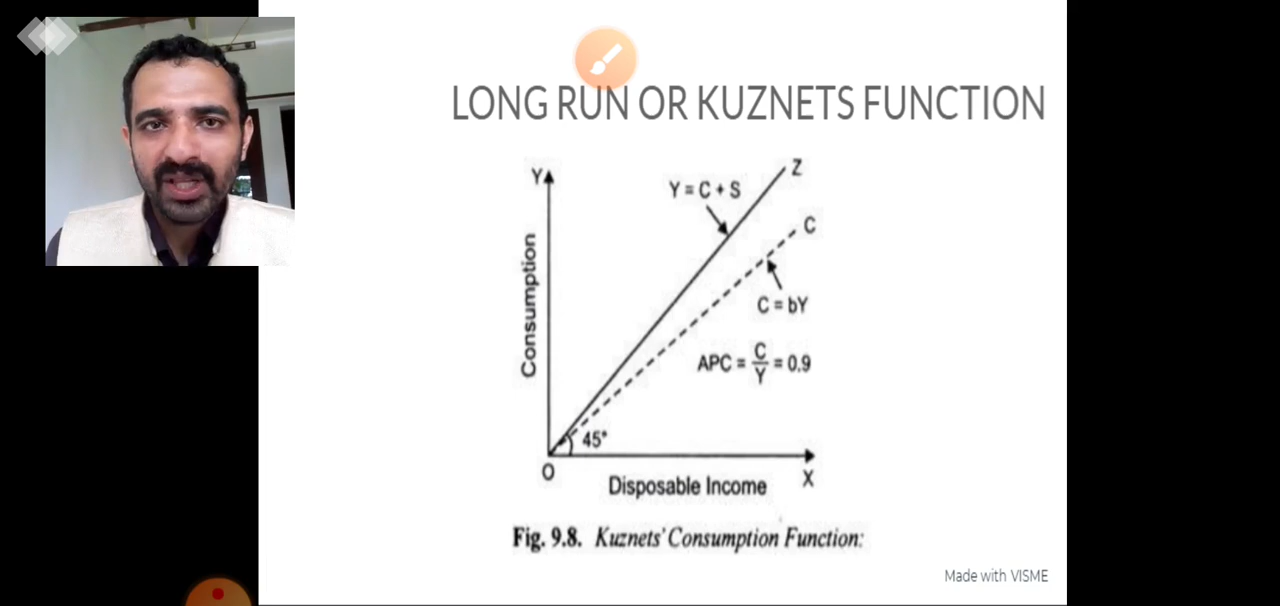 LONG RUN OR KUZNETS FUNCTION
Y
Z
Y = C + S
C
C = bY
Consumption
APC = C/Y = 0.9
45°
O
X
Disposable Income
Fig. 9.8. Kuznets' Consumption Function:
Made with VISME